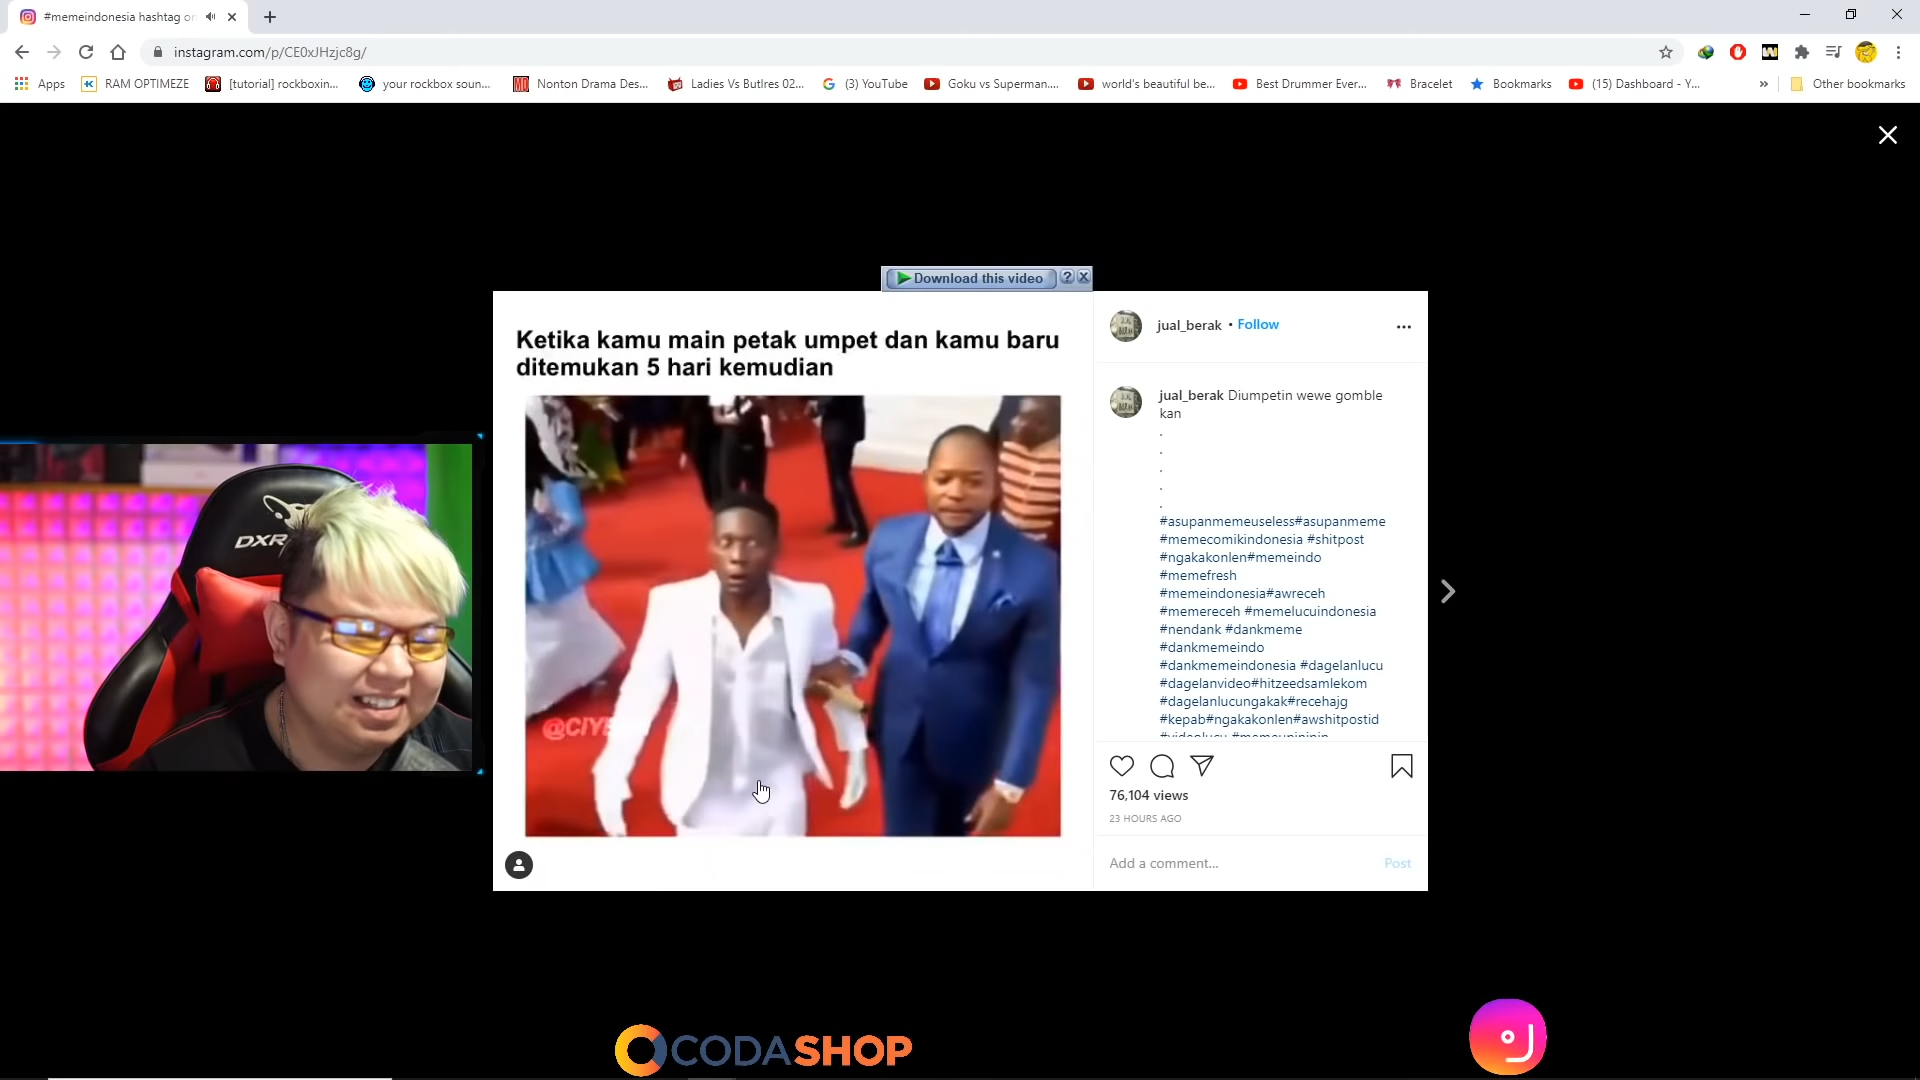 #memeindonesia hashtag on
instagram.com/p/CE0xJHzjc8g/
Apps
RAM OPTIMEZE
[tutorial] rockboxin...
your rockbox soun...
Nonton Drama Des...
Ladies Vs Butlres 02...
(3) YouTube
Goku vs Superman....
world's beautiful be...
Best Drummer Ever...
Bracelet
Bookmarks
(15) Dashboard - Y...
»
Other bookmarks
Download this video
?
Ketika kamu main petak umpet dan kamu baru
ditemukan 5 hari kemudian
DXR
jual_berak • Follow
...
jual_berak Diumpetin wewe gomble
kan
.
.
.
.
.
#asupanmemeuseless#asupanmeme
#memecomikindonesia #shitpost
#ngakakonlen#memeindo
#memefresh
#memeindonesia#awreceh
#memereceh #memelucuindonesia
#nendank #dankmeme
#dankmemeindo
#dankmemeindonesia #dagelanlucu
#dagelanvideo#hitzeedsamlekom
#dagelanlucungakak#recehajg
#kepab#ngakakonlen#awshitpostid
76,104 views
23 HOURS AGO
Add a comment...
Post
CODASHOP